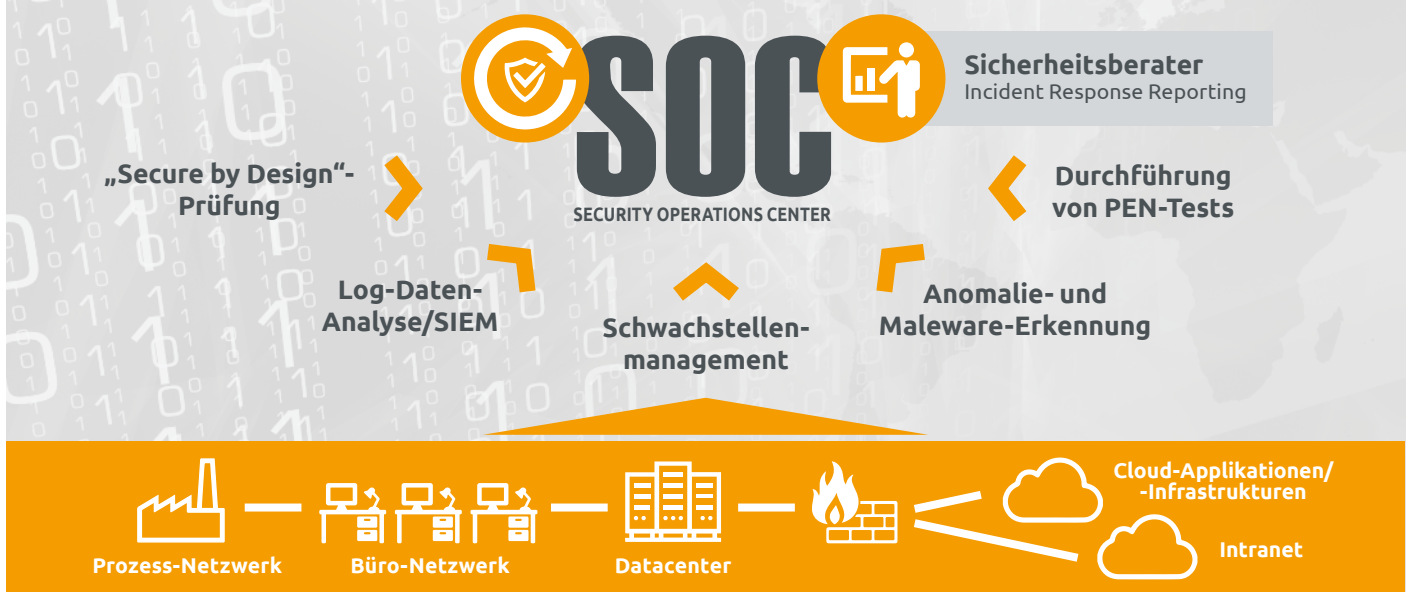 SOC
SECURITY OPERATIONS CENTER
Sicherheitsberater
Incident Response Reporting
„Secure by Design“-
Prüfung
Durchführung
von PEN-Tests
Log-Daten-
Analyse/SIEM
Schwachstellen-
management
Anomalie- und
Maleware-Erkennung
Prozess-Netzwerk
Büro-Netzwerk
Datacenter
Cloud-Applikationen/
-Infrastrukturen
Intranet